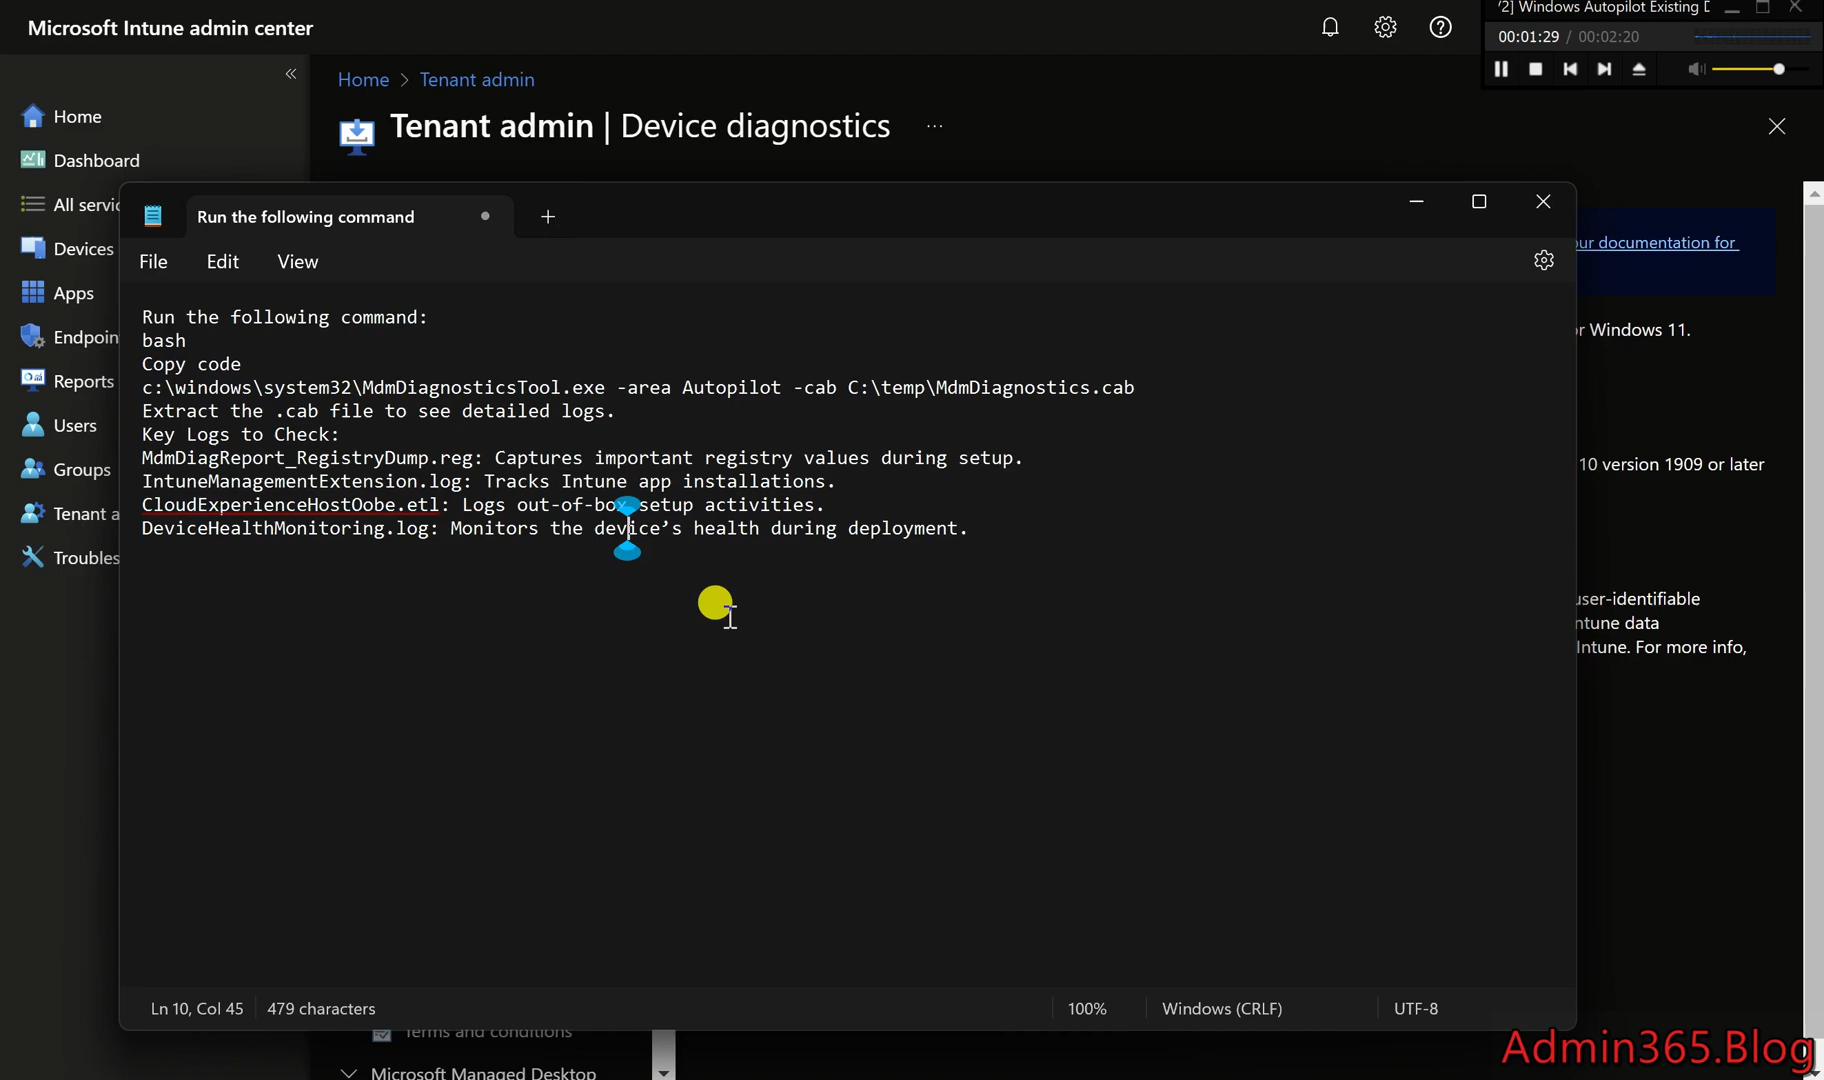 Microsoft Intune admin center
2] Windows Autopilot Existing
00:01:29 / 00:02:20
Home > Tenant admin
Tenant admin | Device diagnostics
...
Home
Dashboard
All servic
Devices
Apps
Endpoin
Reports
Users
Groups
Tenant a
Troubles
Run the following command
File Edit View
Run the following command:
bash
Copy code
c:\windows\system32\MdmDiagnosticsTool.exe -area Autopilot -cab C:\temp\MdmDiagnostics.cab
Extract the .cab file to see detailed logs.
Key Logs to Check:
MdmDiagReport_RegistryDump.reg: Captures important registry values during setup.
IntuneManagementExtension.log: Tracks Intune app installations.
CloudExperienceHostOobe.etl: Logs out-of-box setup activities.
DeviceHealthMonitoring.log: Monitors the device’s health during deployment.
Ln 10, Col 45 479 characters 100% Windows (CRLF) UTF-8
our documentation for
or Windows 11.
10 version 1909 or later
user-identifiable
ntune data
Intune. For more info,
Terms and conditions
Microsoft Managed Desktop
Admin365.Blog